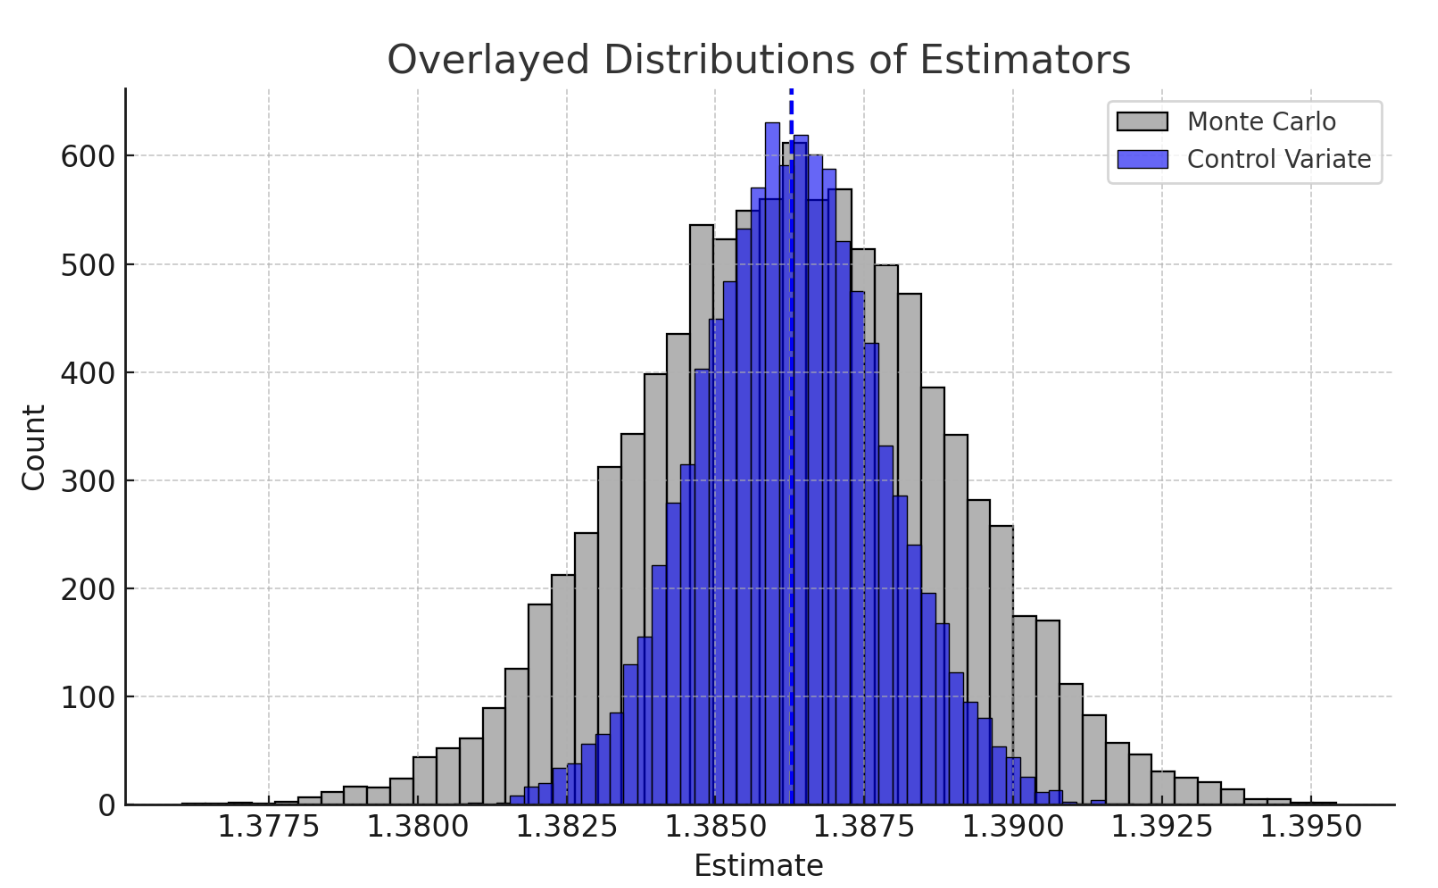 Overlayed Distributions of Estimators
Monte Carlo
Control Variate
600
500
400
300
200
100
0
Count
1.3775 1.3800 1.3825 1.3850 1.3875 1.3900 1.3925 1.3950
Estimate